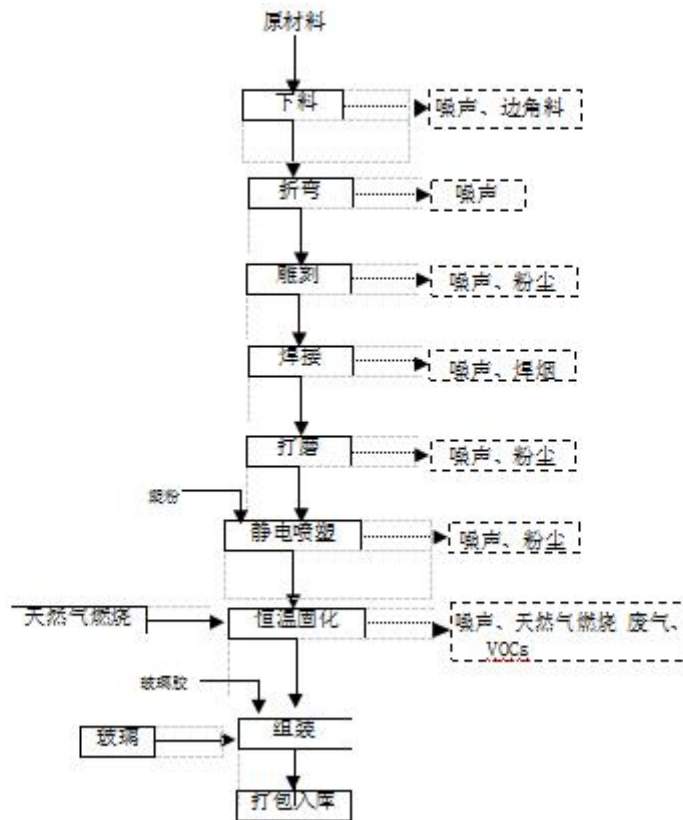 原材料
下料
噪声、边角料
折弯
噪声
雕刻
噪声、粉尘
焊接
噪声、焊烟
打磨
噪声、粉尘
塑粉
静电喷塑
噪声、粉尘
天然气燃烧
恒温固化
噪声、天然气燃烧 废气、
VOCs
玻璃胶
玻璃
组装
打包入库